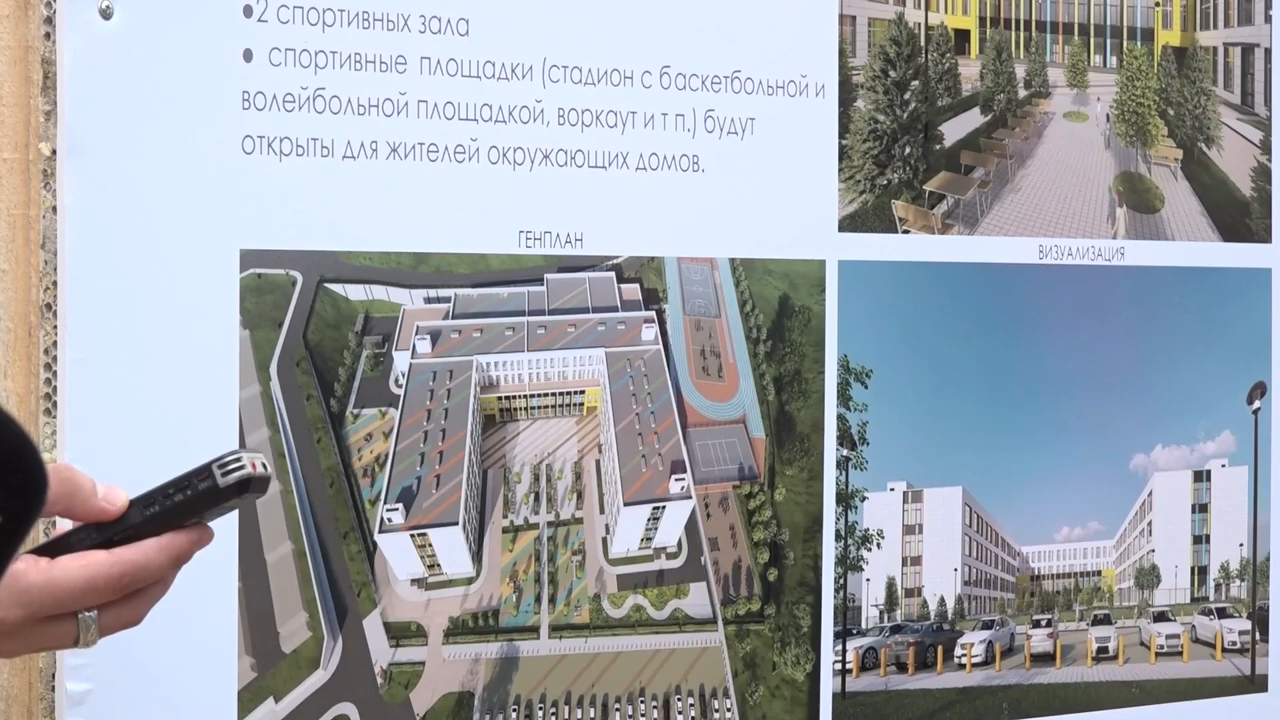 ●2 спортивных зала
● спортивные площадки (стадион с баскетбольной и
волейбольной площадкой, воркаут и т п.) будут
открыты для жителей окружающих домов.
ГЕНПЛАН
ВИЗУАЛИЗАЦИЯ